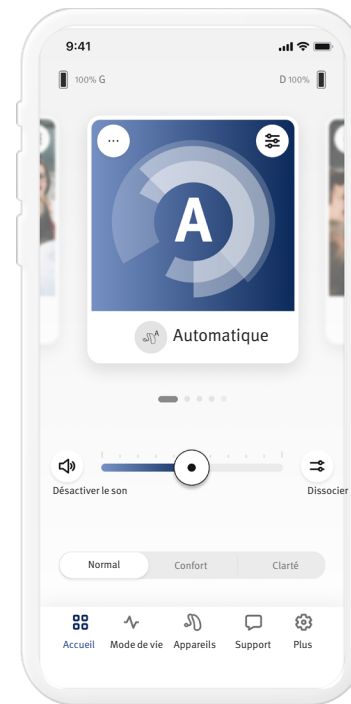 9:41
100% G
D 100%
A
A
Automatique
Désactiver le son
Dissocier
Normal
Confort
Clarté
Accueil
Mode de vie
Appareils
Support
Plus